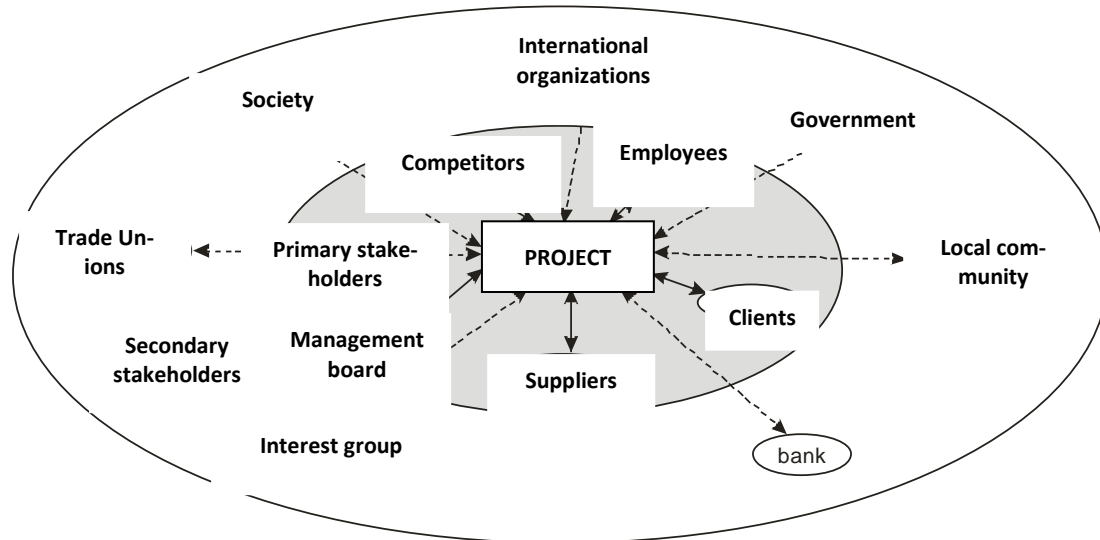 International
organizations
Society
Government
Competitors
Employees
Trade Un-
ions
Primary stake-
holders
PROJECT
Local com-
munity
Clients
Management
board
Secondary
stakeholders
Suppliers
Interest group
bank